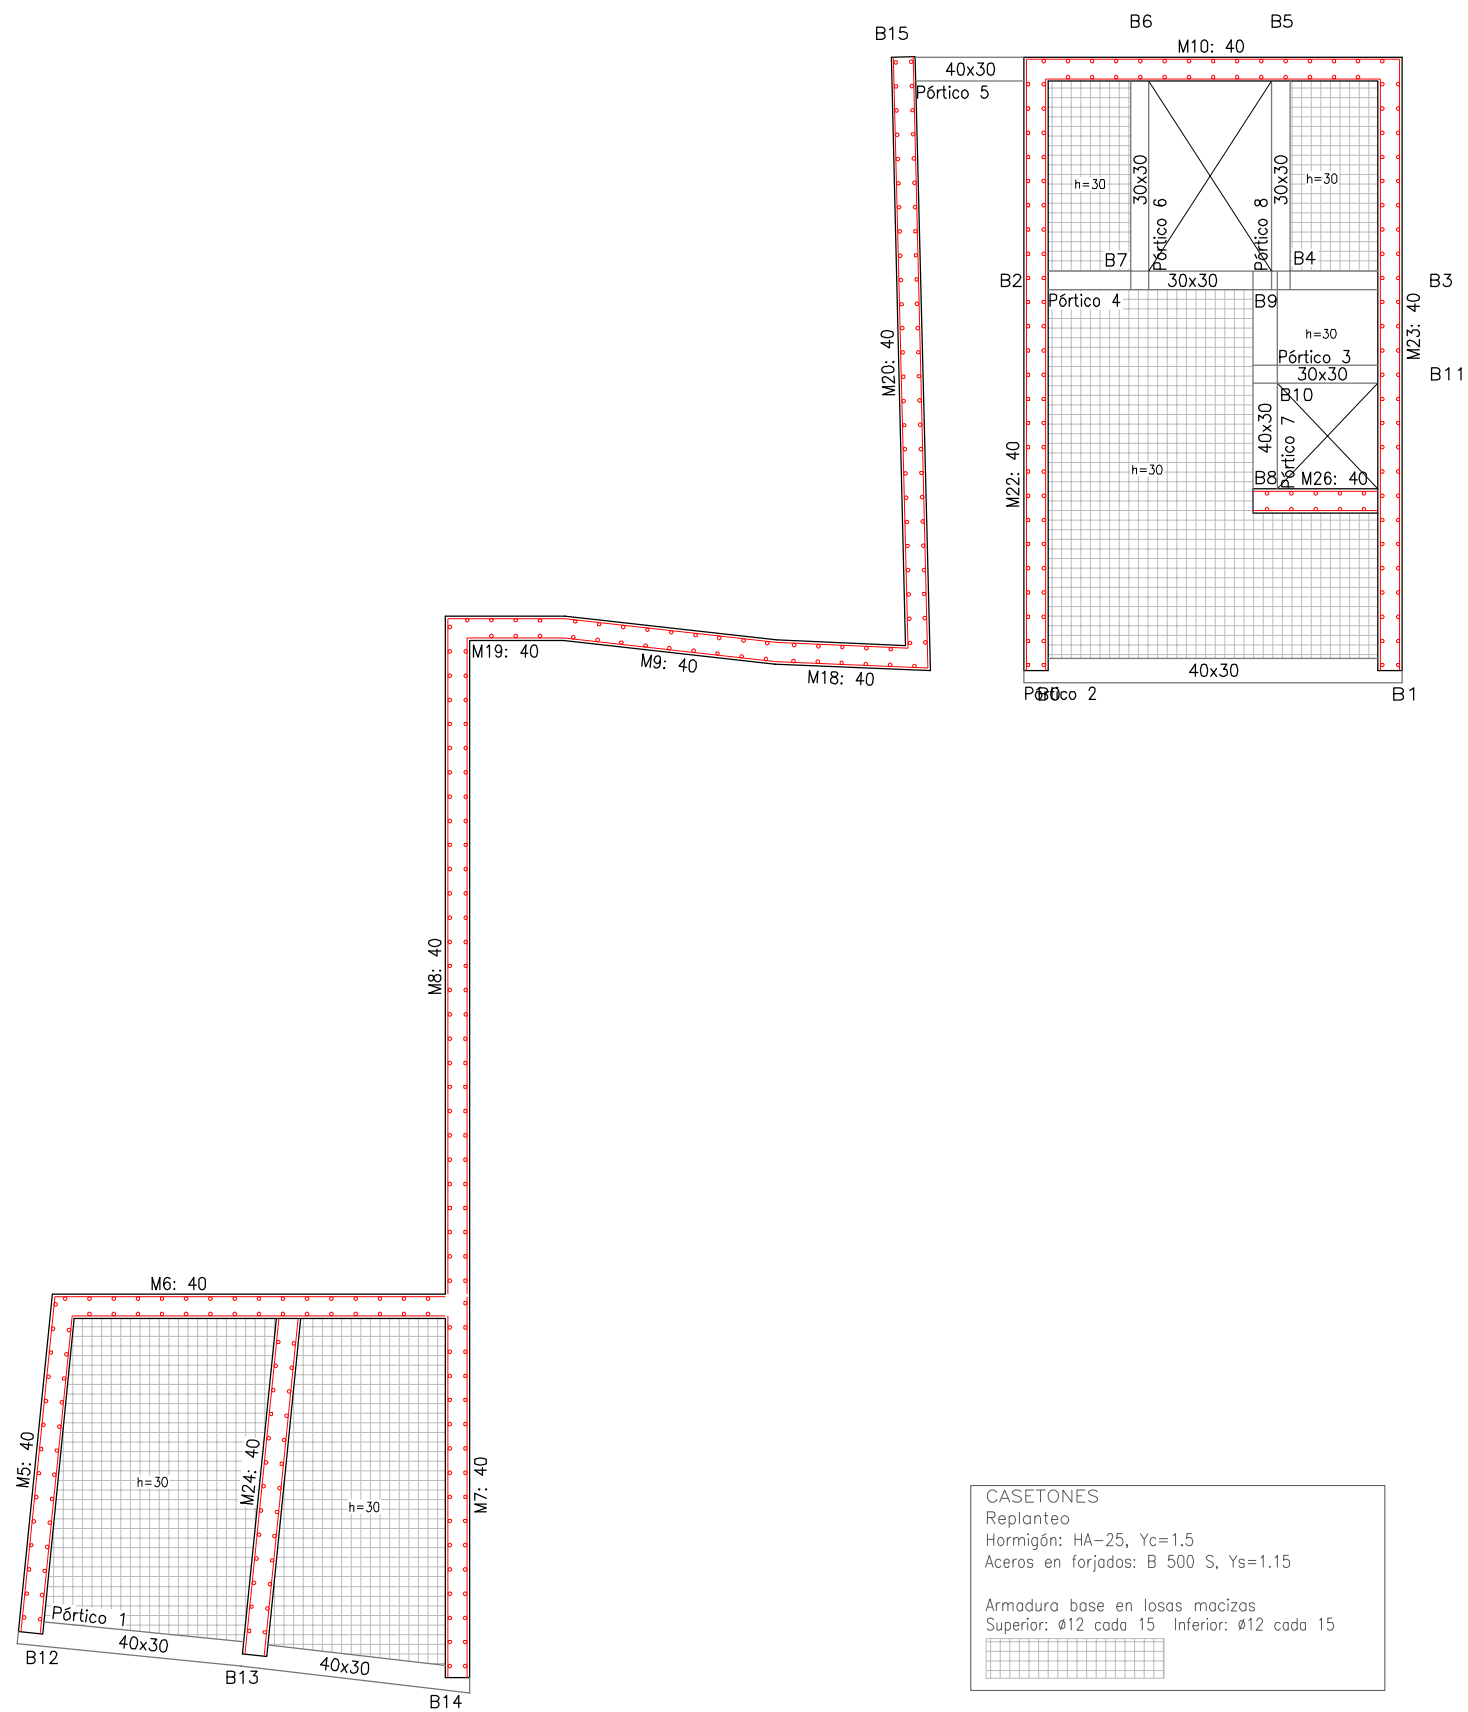 B6
B5
B15
M10: 40
40x30
Pórtico 5
30x30
Pórtico 6
Pórtico 8
30x30
h=30
h=30
B7
B4
B2
30x30
B3
Pórtico 4
B9
M23: 40
h=30
M20: 40
Pórtico 3
30x30
B11
B10
40x30
Pórtico 7
M22: 40
h=30
B8
M26: 40
M19: 40
M9: 40
M18: 40
40x30
Pórtico 2
B0
B1
M8: 40
M6: 40
M5: 40
M24: 40
M7: 40
h=30
h=30
Pórtico 1
40x30
40x30
B12
B13
B14
CASETONES
Replanteo
Hormigón: HA-25, Yc=1.5
Aceros en forjados: B 500 S, Ys=1.15
Armadura base en losas macizas
Superior: ø12 cada 15 Inferior: ø12 cada 15